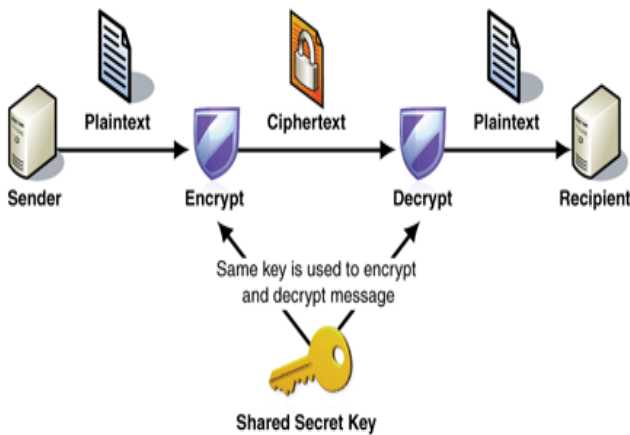 Plaintext
Ciphertext
Plaintext
Sender
Encrypt
Decrypt
Recipient
Same key is used to encrypt
and decrypt message
Shared Secret Key